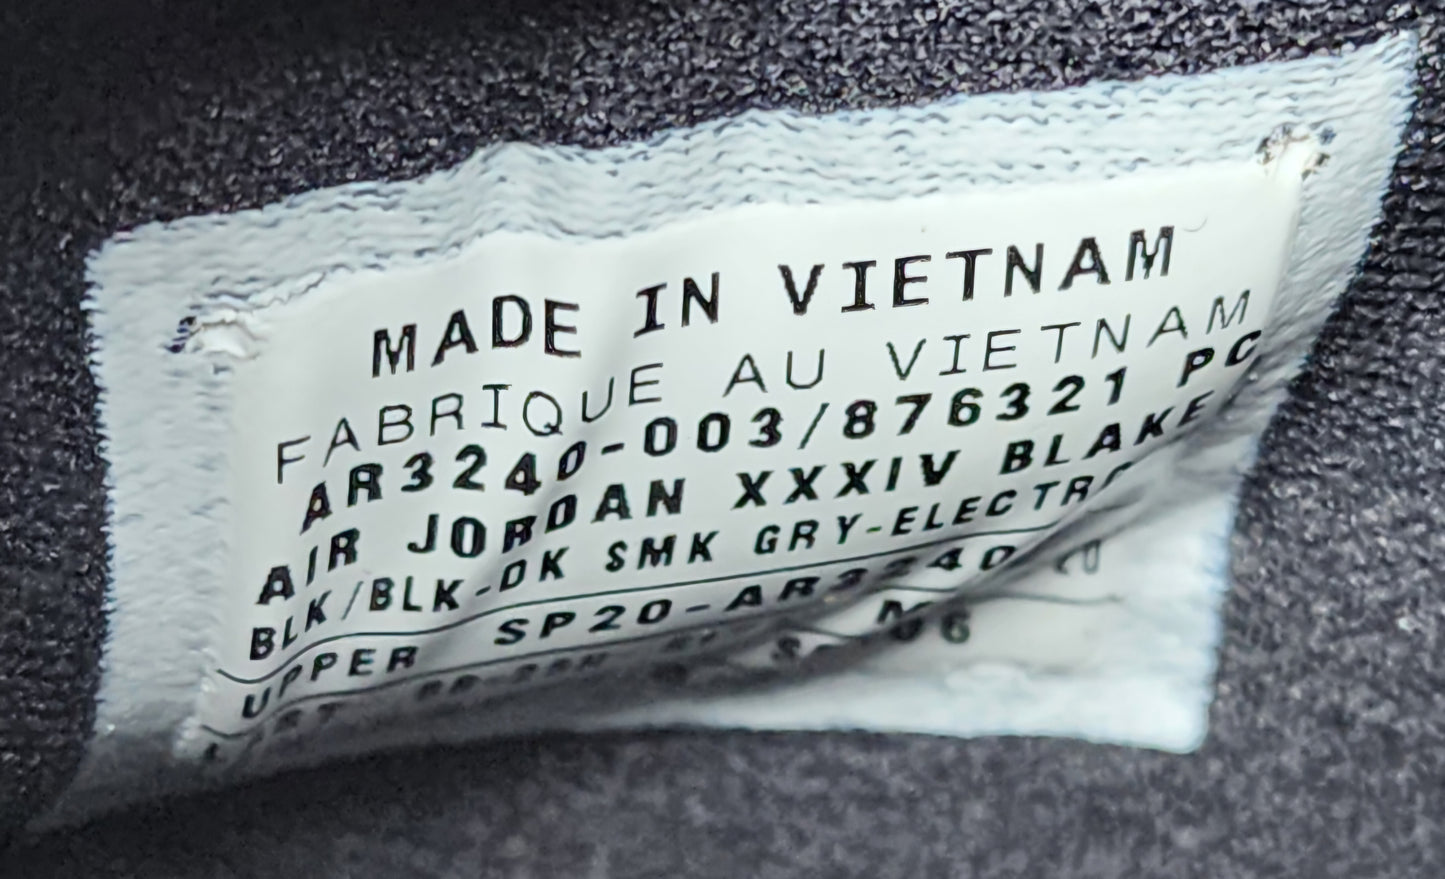 MADE IN VIETNAM
FABRIQUE AU VIETNAM
AR3240-003/876321 PC
AIR JORDAN XXXIV BLAKE
BLK/BLK-DK SMK GRY-ELECTR
UPPER SP20-AR3240